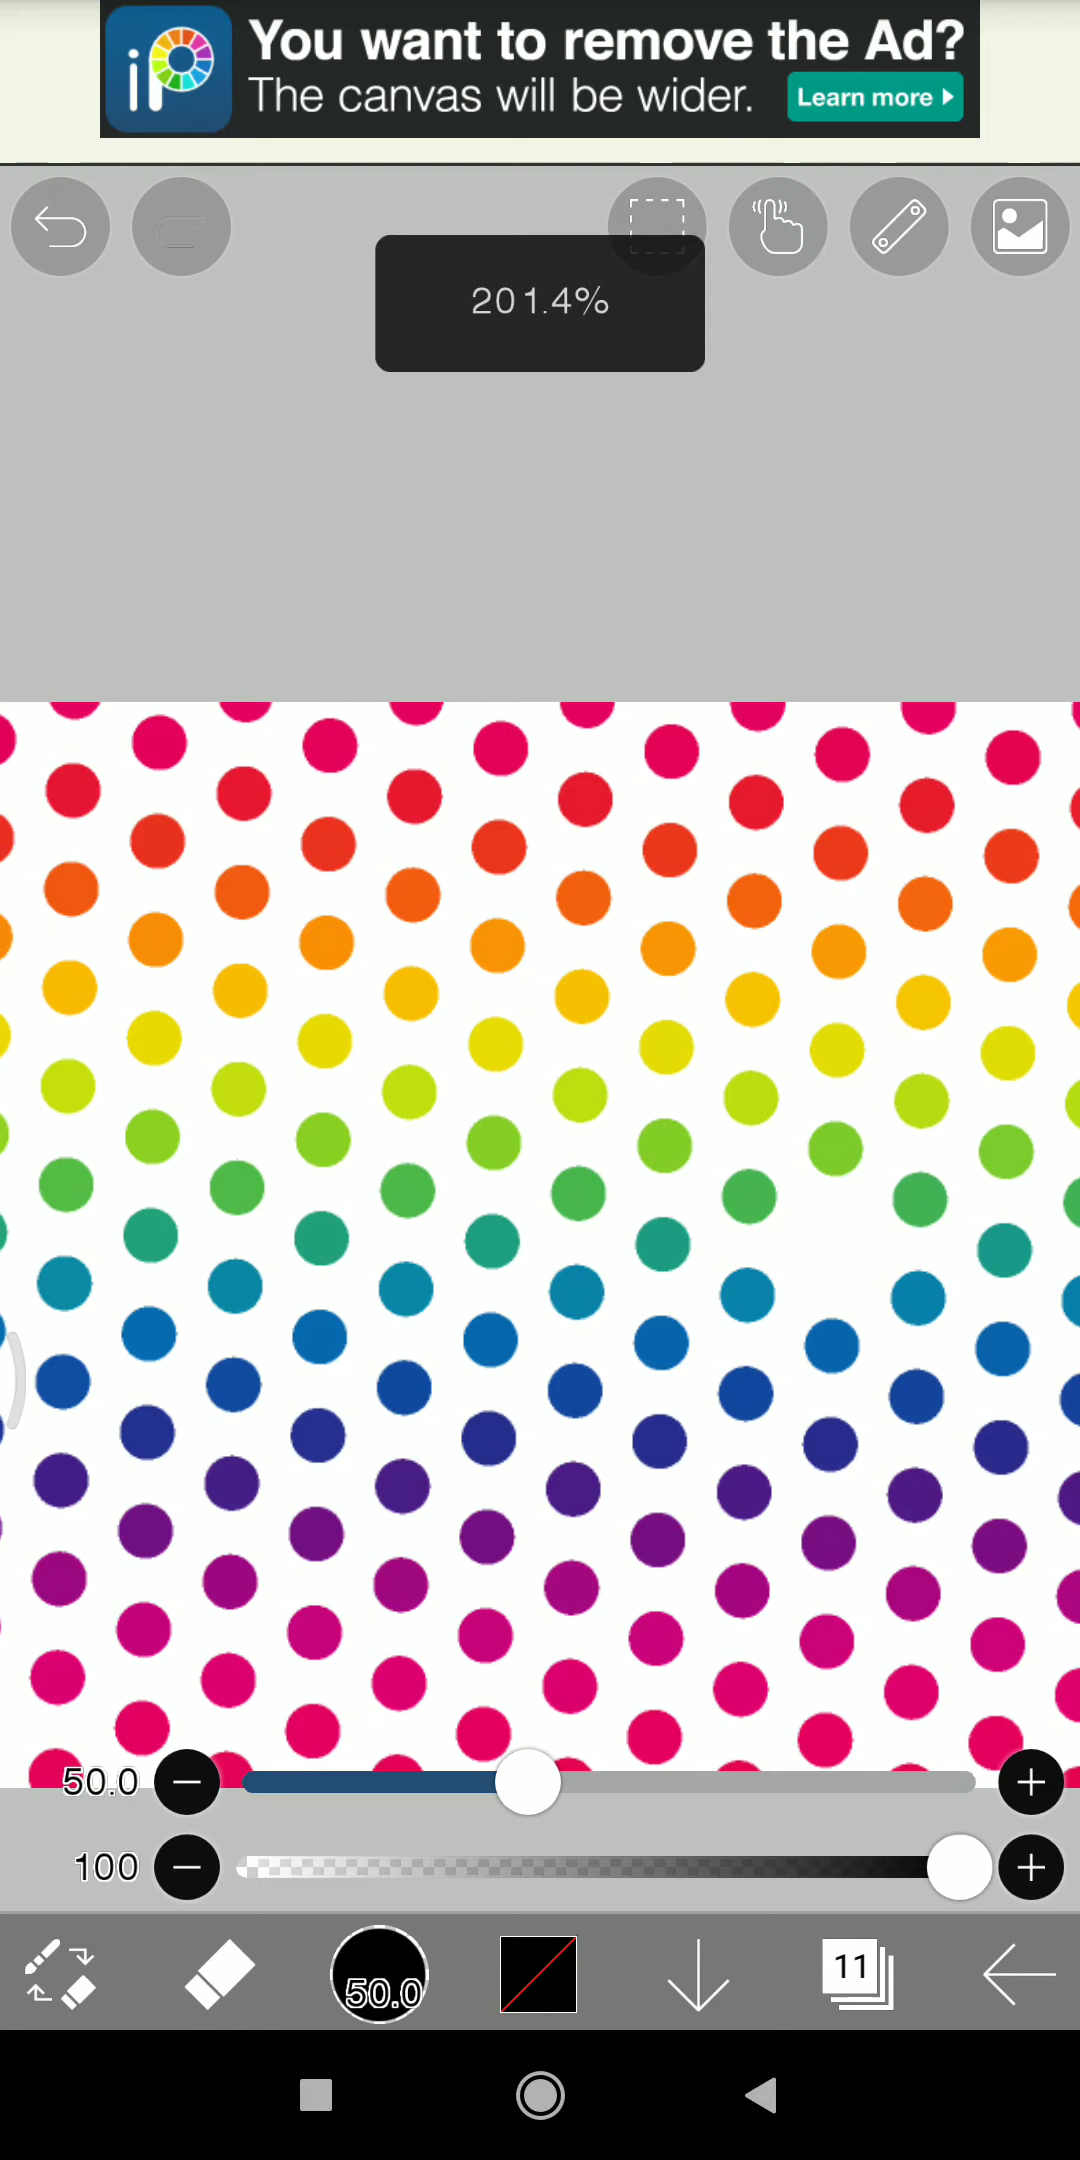 iP
You want to remove the Ad?
The canvas will be wider.
Learn more
201.4%
50.0
100
50.0
11